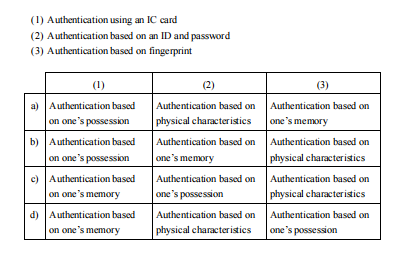 (1) Authentication using an IC card
(2) Authentication based on an ID and password
(3) Authentication based on fingerprint
(1) (2) (3)
a) Authentication based on one's possession Authentication based on physical characteristics Authentication based on one's memory
b) Authentication based on one's possession Authentication based on one's memory Authentication based on physical characteristics
c) Authentication based on one's memory Authentication based on one's possession Authentication based on physical characteristics
d) Authentication based on one's memory Authentication based on physical characteristics Authentication based on one's possession